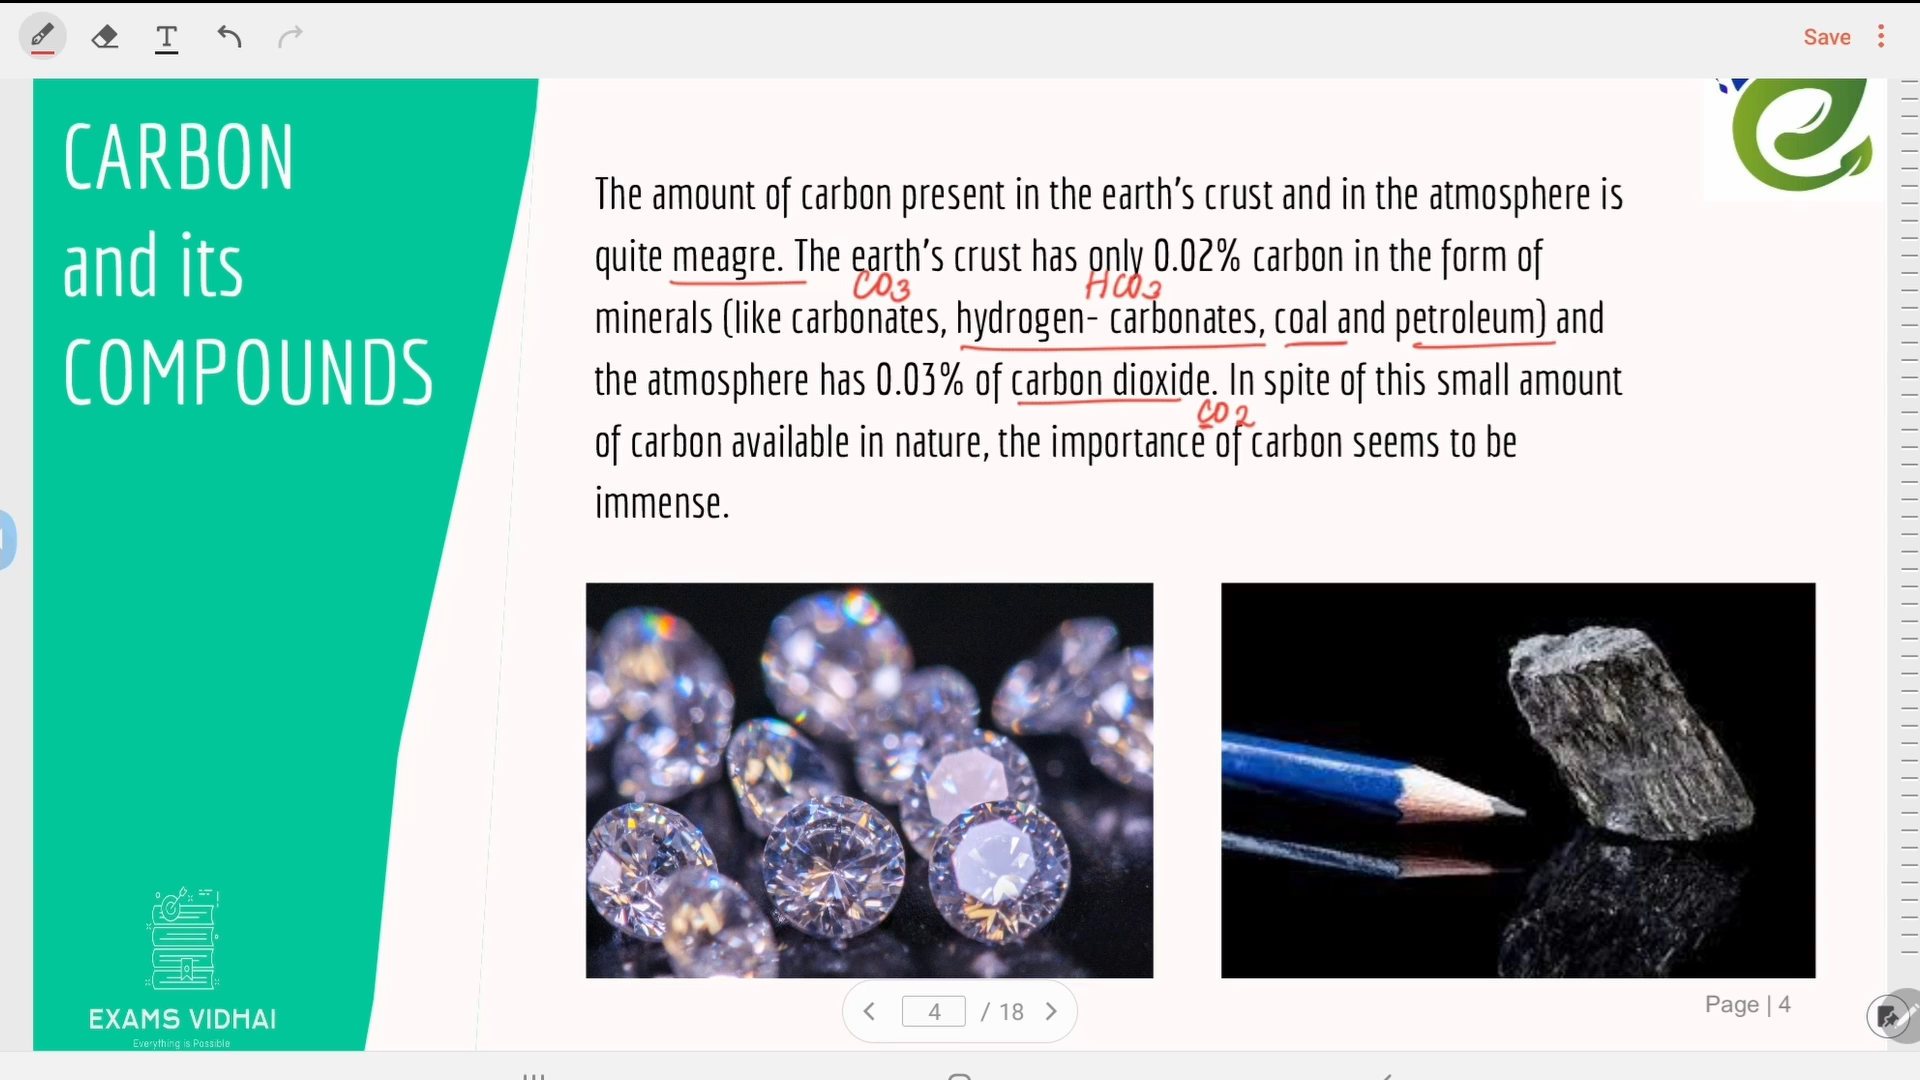 T
Save
CARBON
and its
COMPOUNDS
The amount of carbon present in the earth's crust and in the atmosphere is
quite meagre. The earth's crust has only 0.02% carbon in the form of
CO3
HCO3
minerals (like carbonates, hydrogen- carbonates, coal and petroleum) and
the atmosphere has 0.03% of carbon dioxide. In spite of this small amount
CO2
of carbon available in nature, the importance of carbon seems to be
immense.
EXAMS VIDHAI
Everything is Possible
4 / 18
Page | 4